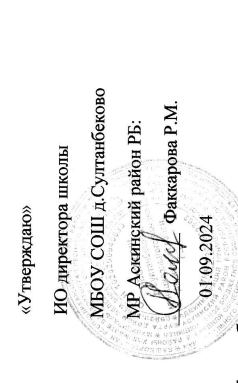 «Утверждаю»
ИО директора школы
МБОУ СОШ д.Султанбеково
МР Аскинский район РБ:
Факкарова Р.М.
01.09.2024